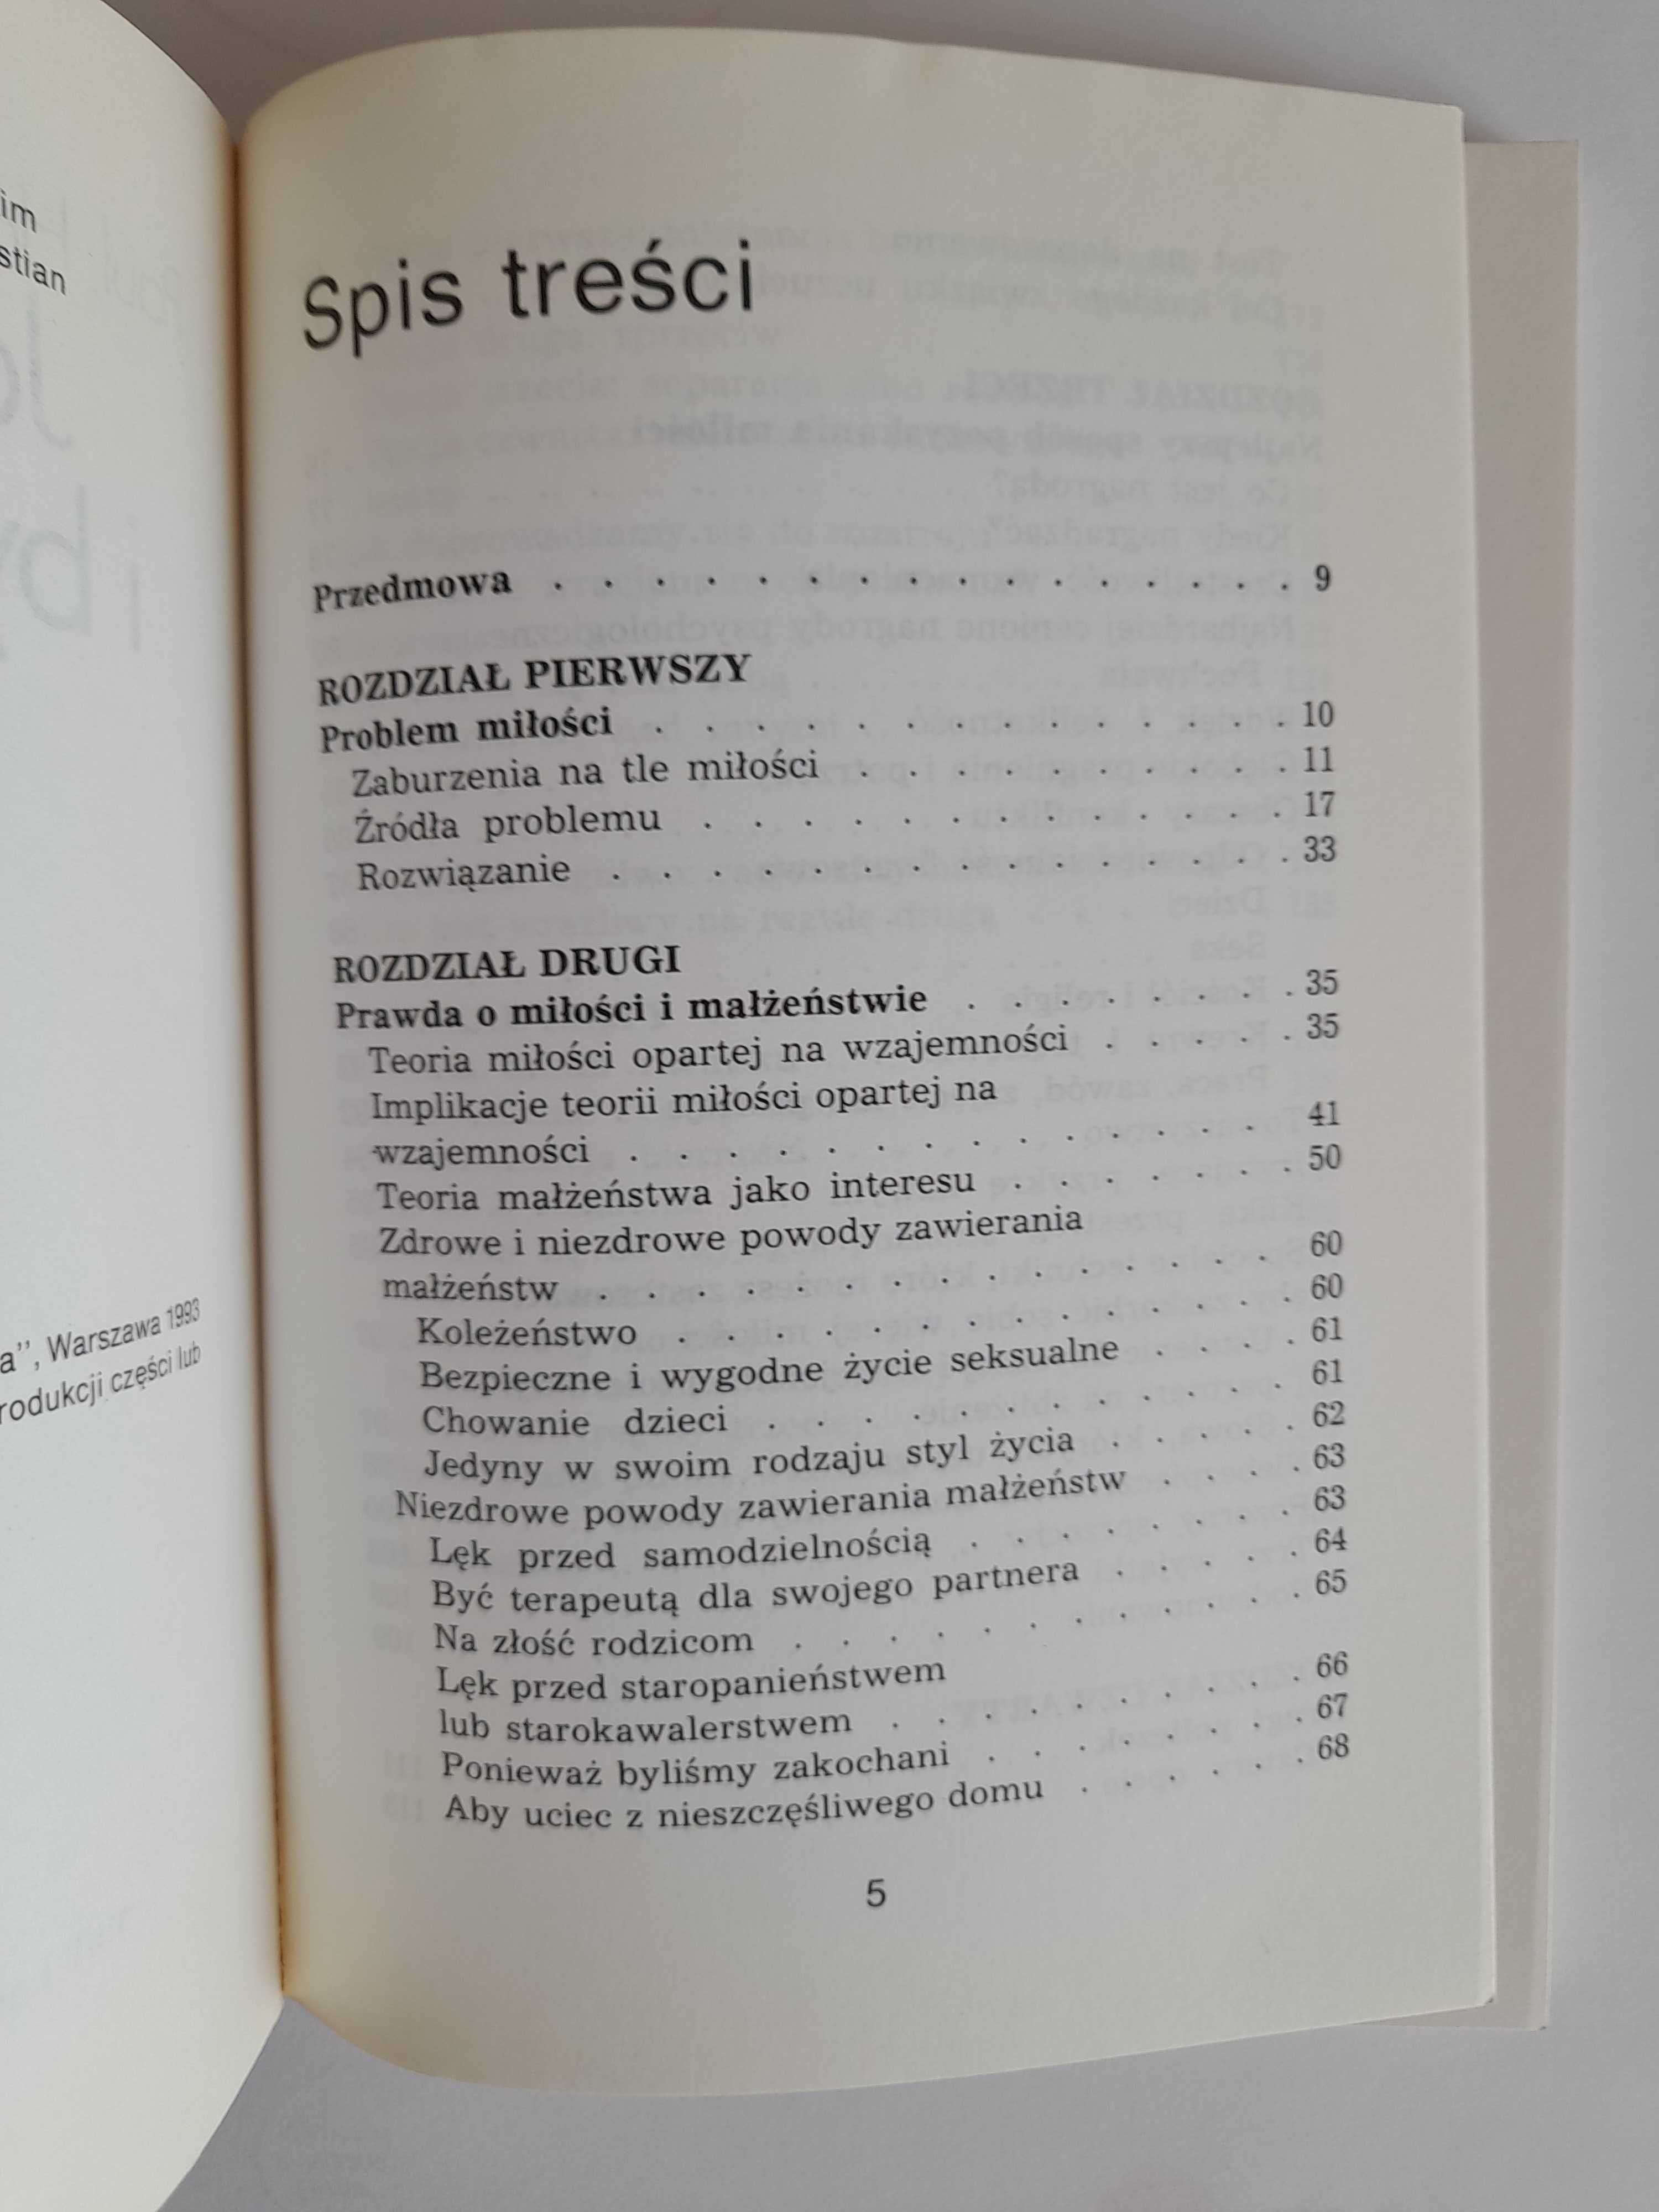 im
stian
a", Warszawa 1993
rodukcji części lub
Spis treści
Przedmowa . . . . . . . . . . . . . . . . 9
ROZDZIAŁ PIERWSZY
Problem miłości . . . . . . . . . . . . . . 10
Zaburzenia na tle miłości . . . . . . . . . . 11
Źródła problemu . . . . . . . . . . . . . 17
Rozwiązanie . . . . . . . . . . . . . . . 33
ROZDZIAŁ DRUGI
Prawda o miłości i małżeństwie . . . . . . . . 35
Teoria miłości opartej na wzajemności . . . . . 35
Implikacje teorii miłości opartej na
wzajemności . . . . . . . . . . . . . . 41
Teoria małżeństwa jako interesu . . . . . . . 50
Zdrowe i niezdrowe powody zawierania
małżeństw . . . . . . . . . . . . . . . 60
Koleżeństwo . . . . . . . . . . . . . . 60
Bezpieczne i wygodne życie seksualne . . . . 61
Chowanie dzieci . . . . . . . . . . . . 61
Jedyny w swoim rodzaju styl życia . . . . . 62
Niezdrowe powody zawierania małżeństw . . . . 63
Lęk przed samodzielnością . . . . . . . . 63
Być terapeutą dla swojego partnera . . . . . 64
Na złość rodzicom . . . . . . . . . . . . 65
Lęk przed staropanieństwem
lub starokawalerstwem . . . . . . . . . . 66
Ponieważ byliśmy zakochani . . . . . . . . 67
Aby uciec z nieszczęśliwego domu . . . . . . 68
5